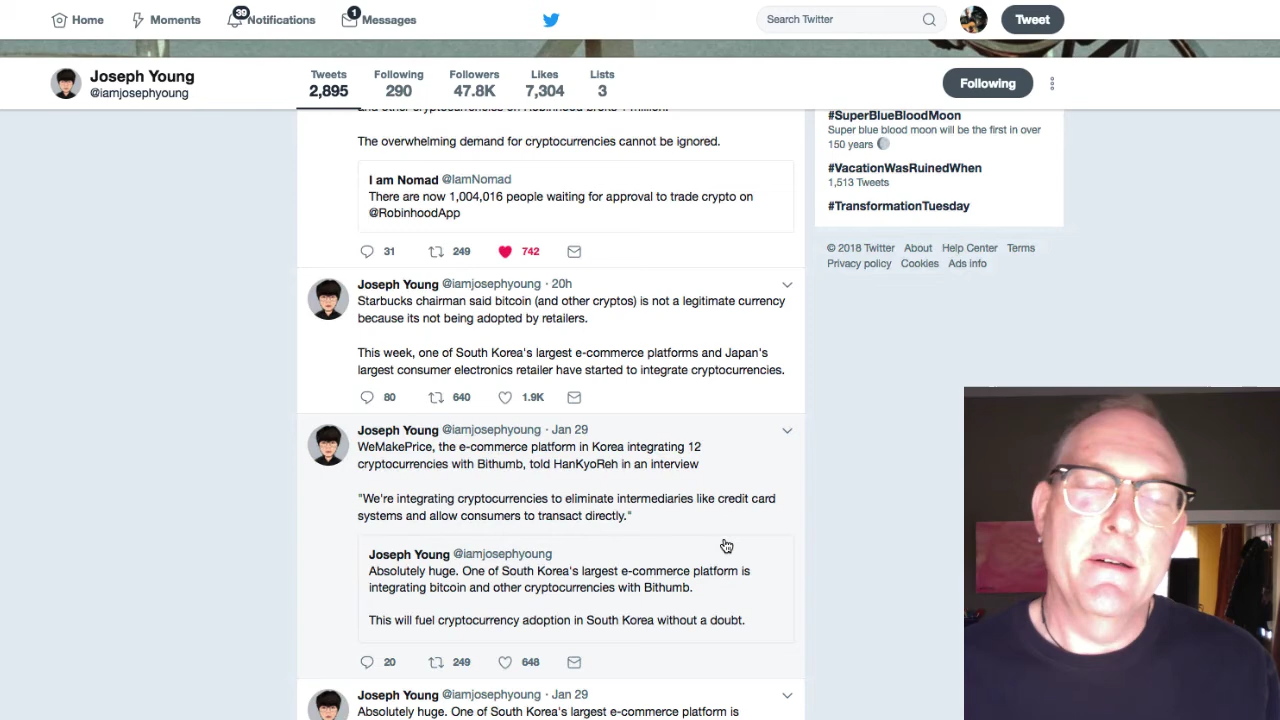 Home
Moments
39
Notifications
1
Messages
Search Twitter
Tweet
Joseph Young
@iamjosephyoung
Tweets
2,895
Following
290
Followers
47.8K
Likes
7,304
Lists
3
Following
The overwhelming demand for cryptocurrencies cannot be ignored.
I am Nomad @IamNomad
There are now 1,004,016 people waiting for approval to trade crypto on
@RobinhoodApp
31
249
742
Joseph Young @iamjosephyoung · 20h
Starbucks chairman said bitcoin (and other cryptos) is not a legitimate currency
because its not being adopted by retailers.
This week, one of South Korea's largest e-commerce platforms and Japan's
largest consumer electronics retailer have started to integrate cryptocurrencies.
80
640
1.9K
Joseph Young @iamjosephyoung · Jan 29
WeMakePrice, the e-commerce platform in Korea integrating 12
cryptocurrencies with Bithumb, told HanKyoReh in an interview
"We're integrating cryptocurrencies to eliminate intermediaries like credit card
systems and allow consumers to transact directly."
Joseph Young @iamjosephyoung
Absolutely huge. One of South Korea's largest e-commerce platform is
integrating bitcoin and other cryptocurrencies with Bithumb.
This will fuel cryptocurrency adoption in South Korea without a doubt.
20
249
648
Joseph Young @iamjosephyoung · Jan 29
Absolutely huge. One of South Korea's largest e-commerce platform is
#SuperBlueBloodMoon
Super blue blood moon will be the first in over
150 years
#VacationWasRuinedWhen
1,513 Tweets
#TransformationTuesday
© 2018 Twitter About Help Center Terms
Privacy policy Cookies Ads info